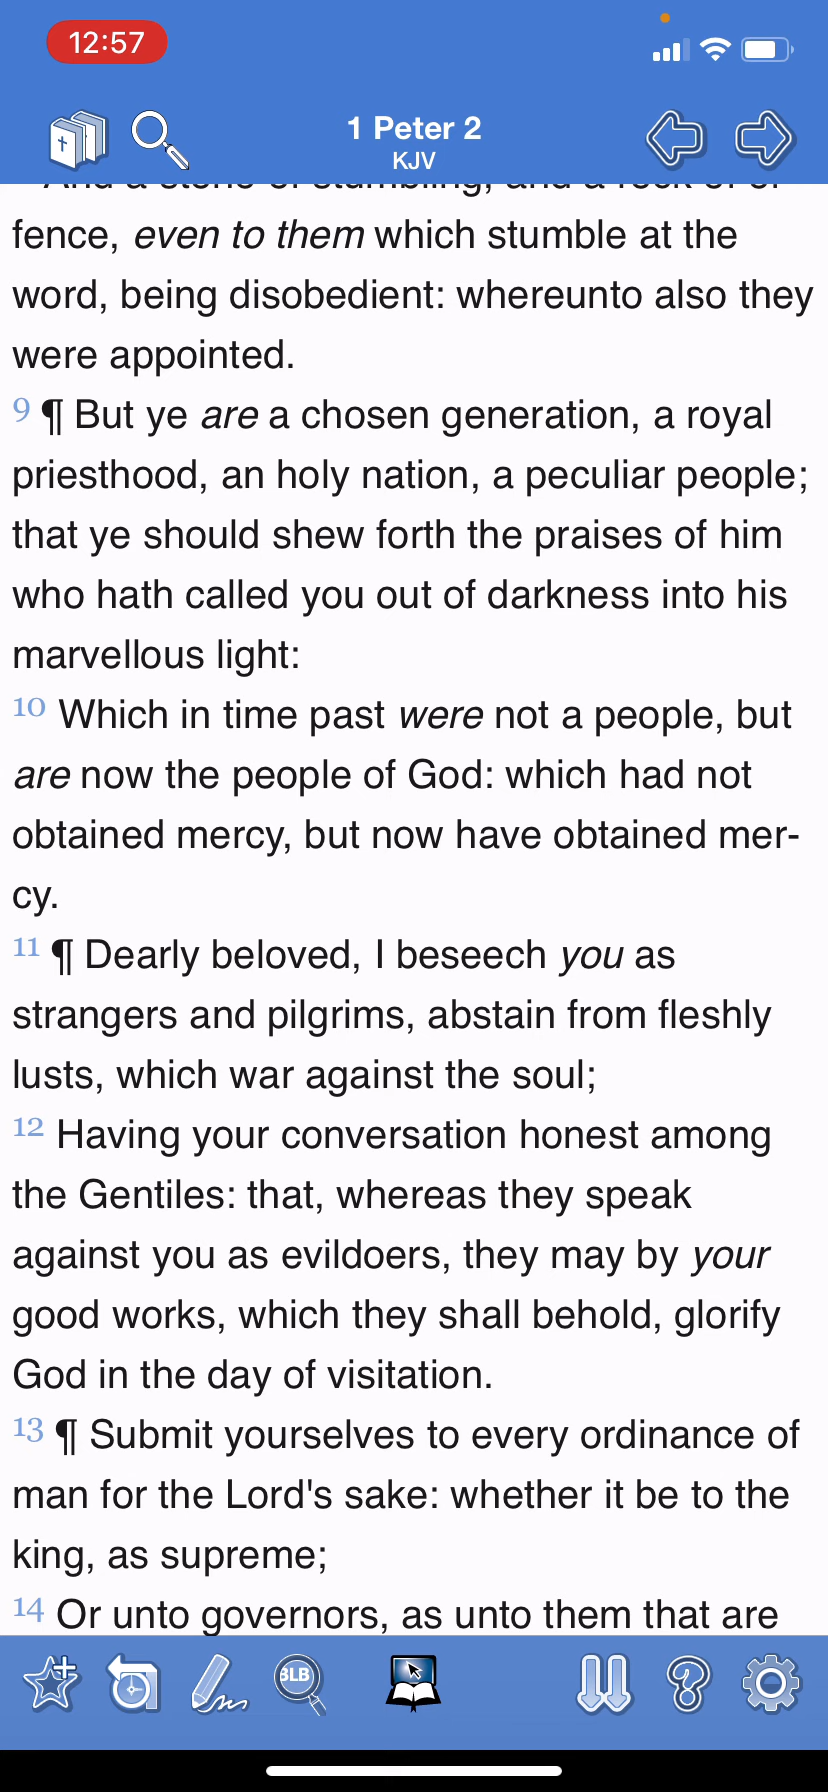 12:57
1 Peter 2
KJV
And a stone of stumbling, and a rock of of-
fence, even to them which stumble at the
word, being disobedient: whereunto also they
were appointed.
9 ¶ But ye are a chosen generation, a royal
priesthood, an holy nation, a peculiar people;
that ye should shew forth the praises of him
who hath called you out of darkness into his
marvellous light:
10 Which in time past were not a people, but
are now the people of God: which had not
obtained mercy, but now have obtained mer-
cy.
11 ¶ Dearly beloved, I beseech you as
strangers and pilgrims, abstain from fleshly
lusts, which war against the soul;
12 Having your conversation honest among
the Gentiles: that, whereas they speak
against you as evildoers, they may by your
good works, which they shall behold, glorify
God in the day of visitation.
13 ¶ Submit yourselves to every ordinance of
man for the Lord's sake: whether it be to the
king, as supreme;
14 Or unto governors, as unto them that are
BLB